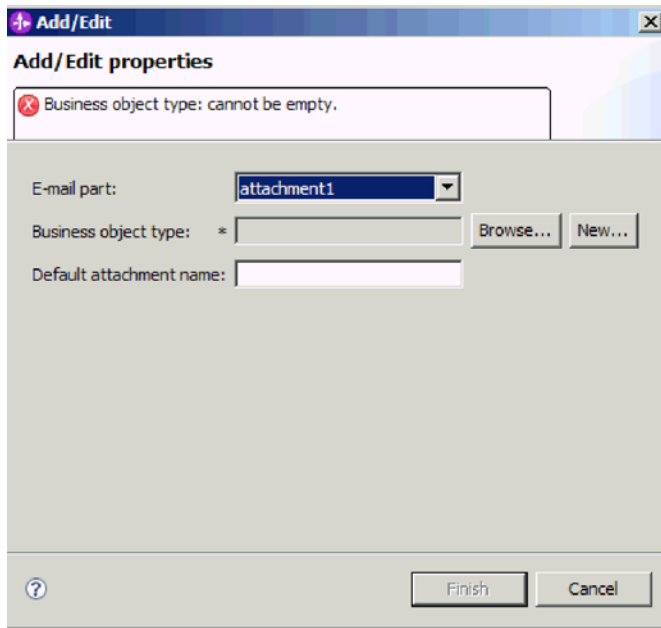 Add/Edit
Add/Edit properties
Business object type: cannot be empty.
E-mail part: attachment1
Business object type: * Browse... New...
Default attachment name:
? Finish Cancel